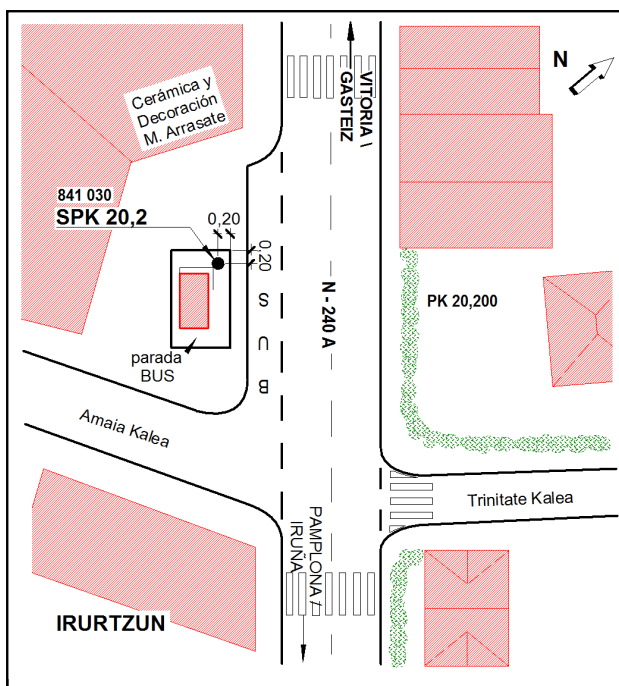 Cerámica y
Decoración
M. Arrasate
VITORIA \
GASTEIZ
N
841 030
SPK 20,2
0,20
0,20
N - 240 A
PK 20,200
BUS
parada
BUS
Amaia Kalea
Trinitate Kalea
PAMPLONA /
IRUÑA
IRURTZUN